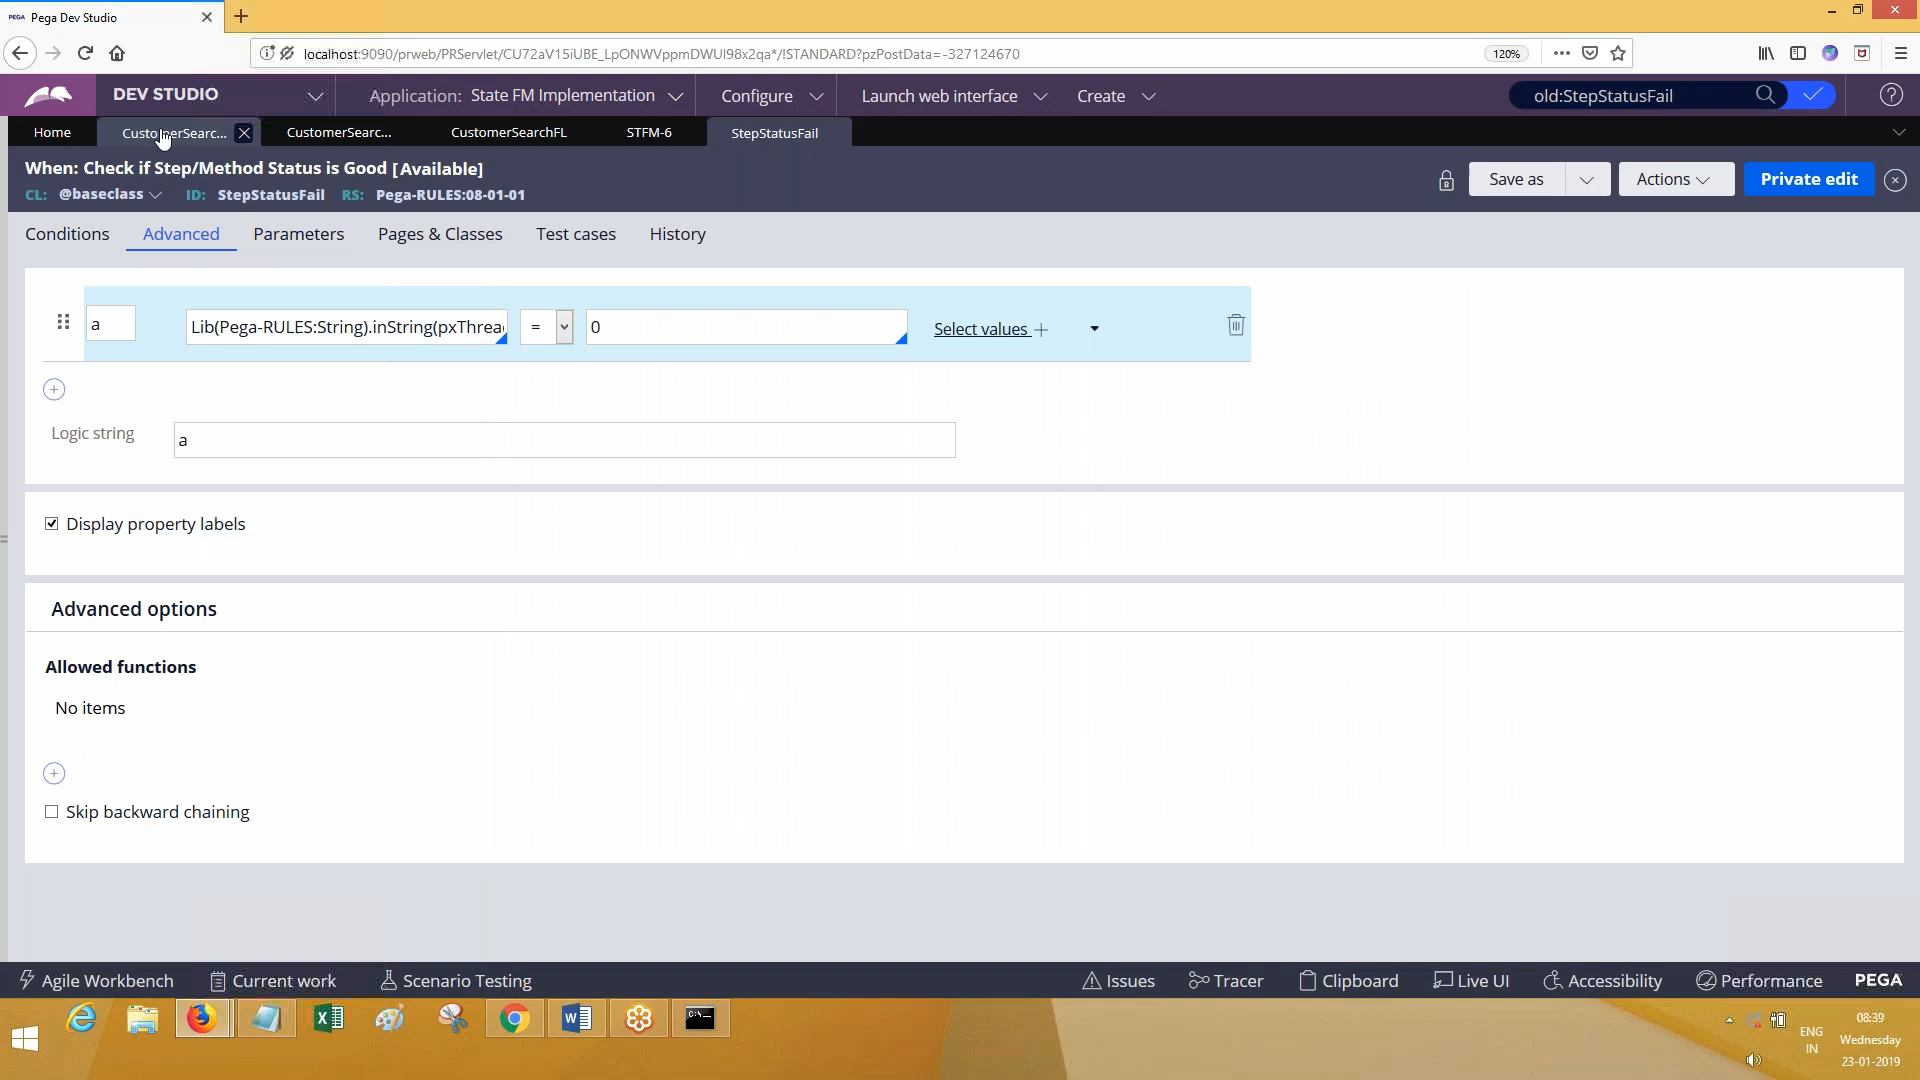 PEGA Pega Dev Studio
localhost:9090/prweb/PRServlet/CU72aV15iUBE_LpONWVppmDWUI98x2qa*/!STANDARD?pzPostData=-327124670 120%
DEV STUDIO Application: State FM Implementation Configure Launch web interface Create old:StepStatusFail
Home CustomerSearc... CustomerSearc... CustomerSearchFL STFM-6 StepStatusFail
When: Check if Step/Method Status is Good [Available]
CL: @baseclass ID: StepStatusFail RS: Pega-RULES:08-01-01
Save as Actions Private edit
Conditions Advanced Parameters Pages & Classes Test cases History
a Lib(Pega-RULES:String).inString(pxThrea = 0 Select values
Logic string a
Display property labels
Advanced options
Allowed functions
No items
Skip backward chaining
Agile Workbench Current work Scenario Testing Issues Tracer Clipboard Live UI Accessibility Performance PEGA
ENG
IN
08:39
Wednesday
23-01-2019